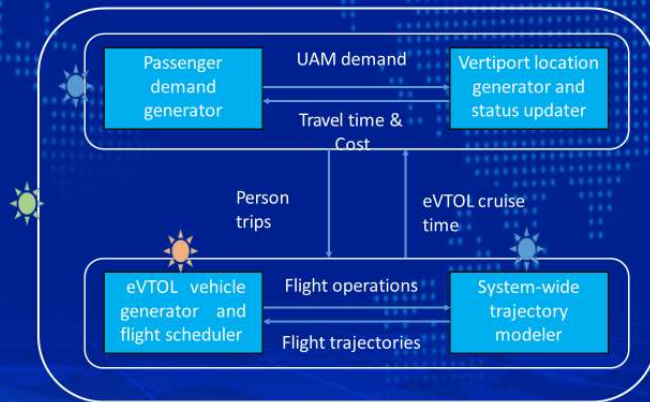 Passenger
demand
generator
UAM demand
Travel time &
Cost
Vertiport location
generator and
status updater
Person
trips
eVTOL cruise
time
eVTOL vehicle
generator and
flight scheduler
Flight operations
Flight trajectories
System-wide
trajectory
modeler